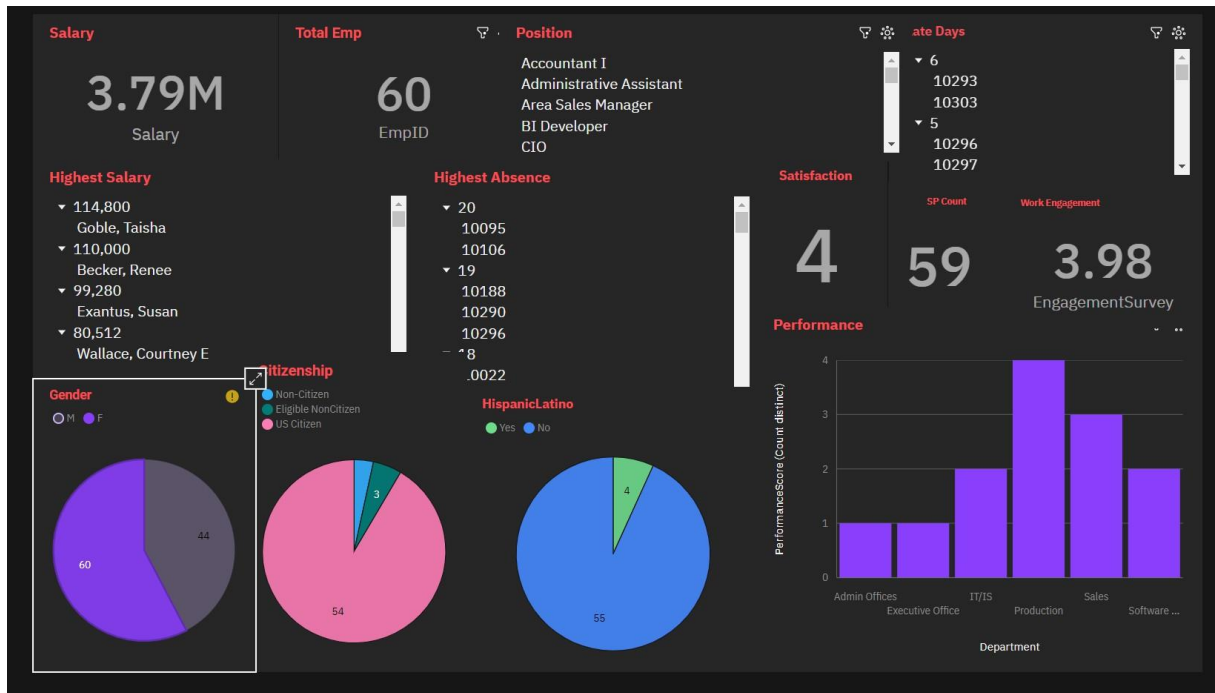 Salary
3.79M
Salary
Total Emp
60
EmpID
Position
Accountant I
Administrative Assistant
Area Sales Manager
BI Developer
CIO
ate Days
6
10293
10303
5
10296
10297
Highest Salary
114,800
Goble, Taisha
110,000
Becker, Renee
99,280
Exantus, Susan
80,512
Wallace, Courtney E
Highest Absence
20
10095
10106
19
10188
10290
10296
18
.0022
Satisfaction
4
SP Count
59
Work Engagement
3.98
EngagementSurvey
Gender
M F
44
60
Citizenship
Non-Citizen
Eligible NonCitizen
US Citizen
3
54
HispanicLatino
Yes No
4
55
Performance
PerformanceScore (Count distinct)
4
3
2
1
0
Admin Offices IT/IS Sales
Executive Office Production Software ...
Department